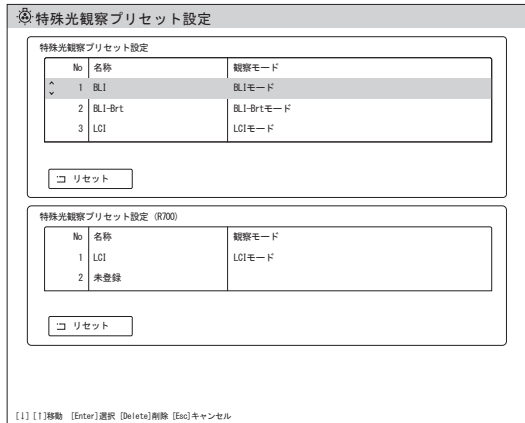 特殊光観察プリセット設定
特殊光観察プリセット設定
No 名称 観察モード
1 BLI BLIモード
2 BLI-Brt BLI-Brtモード
3 LCI LCIモード
リセット
特殊光観察プリセット設定 (R700)
No 名称 観察モード
1 LCI LCIモード
2 未登録
リセット
[↓] [↑]移動 [Enter]選択 [Delete]削除 [Esc]キャンセル